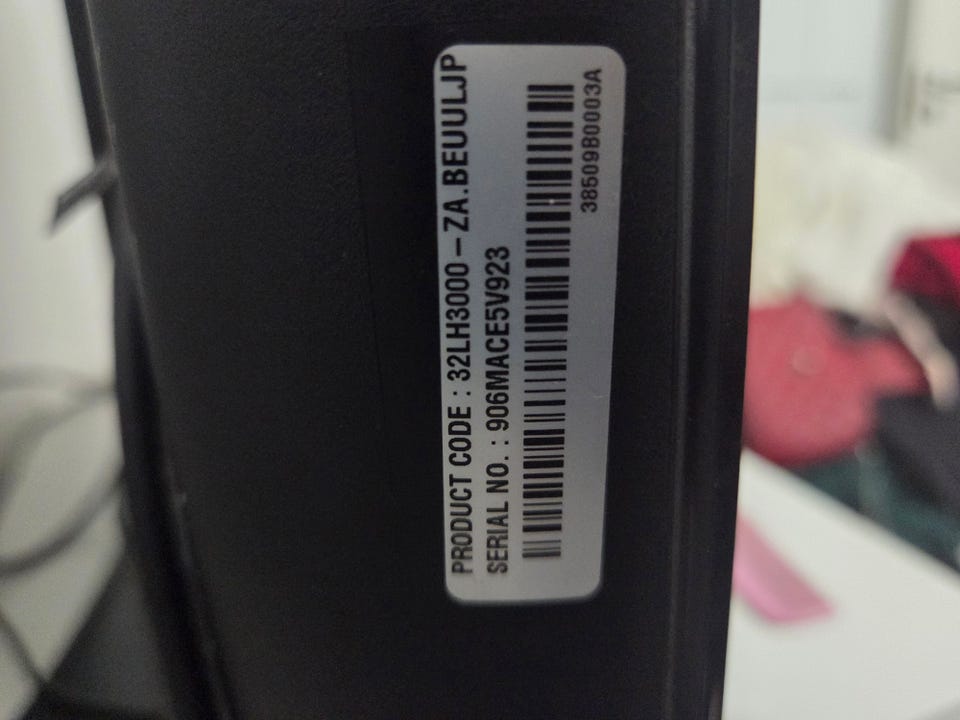 PRODUCT CODE : 32LH3000-ZA.BEUULJP
SERIAL NO. : 906MACE5V923
38509B0003A